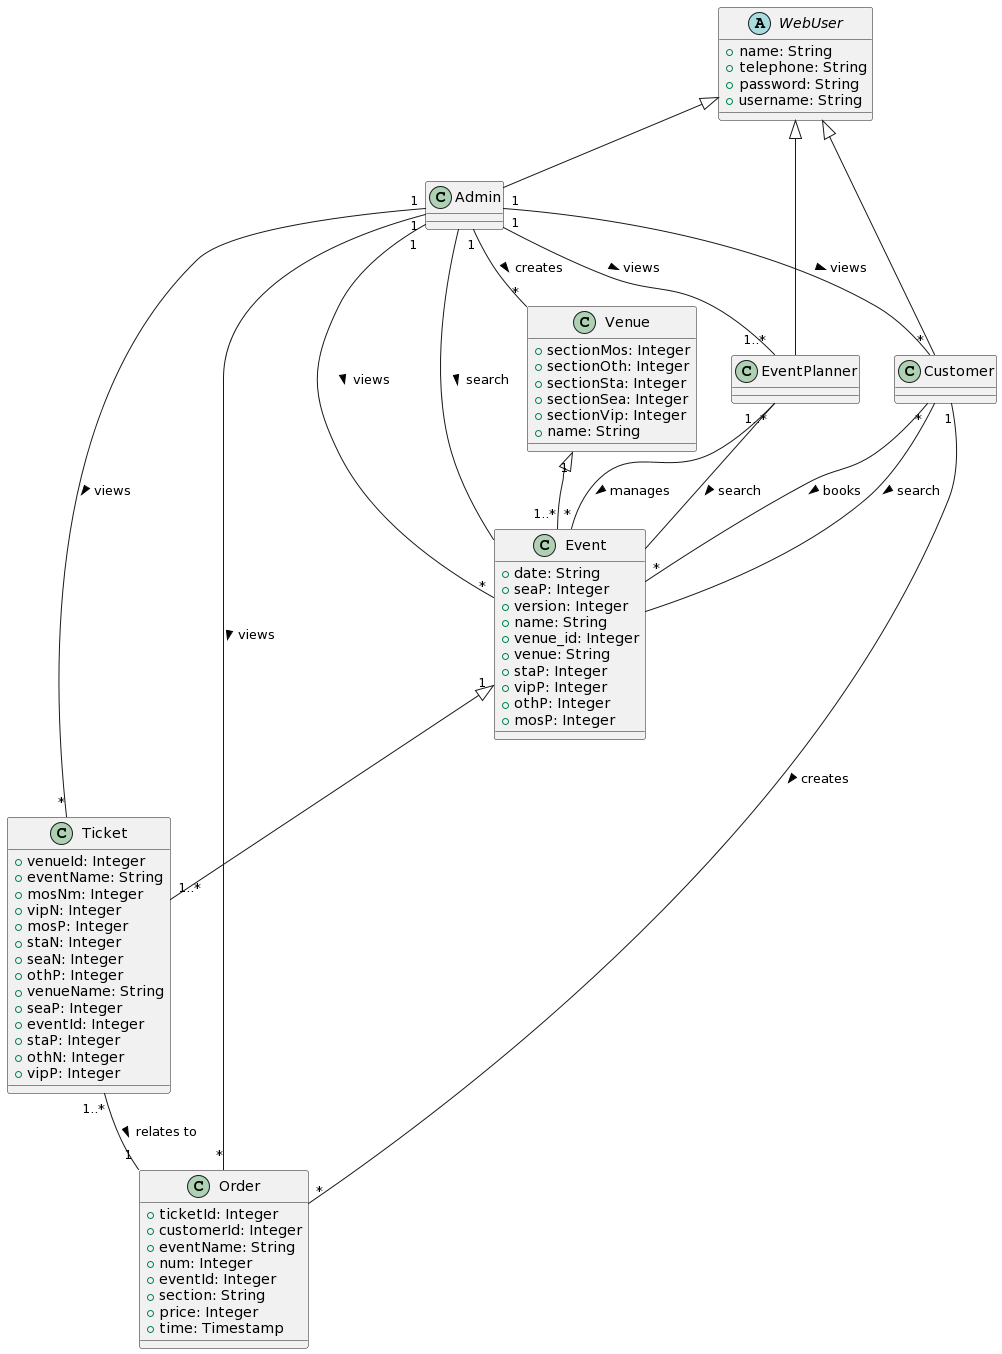 A WebUser
name: String
telephone: String
password: String
username: String
C Admin
1
1
1
1
1
1
creates
views
views
*
1..*
*
C Venue
sectionMos: Integer
sectionOth: Integer
sectionSta: Integer
sectionSea: Integer
sectionVip: Integer
name: String
C EventPlanner
C Customer
views
search
1
1..*
*
1
views
manages
search
books
search
1..*
*
*
*
C Event
date: String
seaP: Integer
version: Integer
name: String
venue_id: Integer
venue: String
staP: Integer
vipP: Integer
othP: Integer
mosP: Integer
views
1
creates
*
1..*
C Ticket
venueId: Integer
eventName: String
mosNm: Integer
vipN: Integer
mosP: Integer
staN: Integer
seaN: Integer
othP: Integer
venueName: String
seaP: Integer
eventId: Integer
staP: Integer
othN: Integer
vipP: Integer
1..*
relates to
1
*
*
C Order
ticketId: Integer
customerId: Integer
eventName: String
num: Integer
eventId: Integer
section: String
price: Integer
time: Timestamp